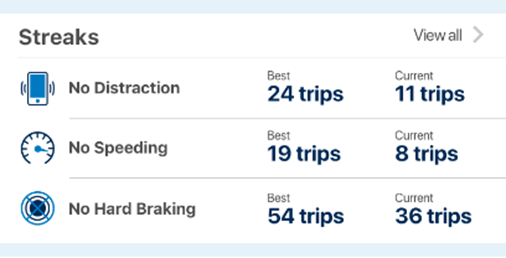 Streaks
View all
No Distraction
Best
24 trips
Current
11 trips
No Speeding
Best
19 trips
Current
8 trips
No Hard Braking
Best
54 trips
Current
36 trips